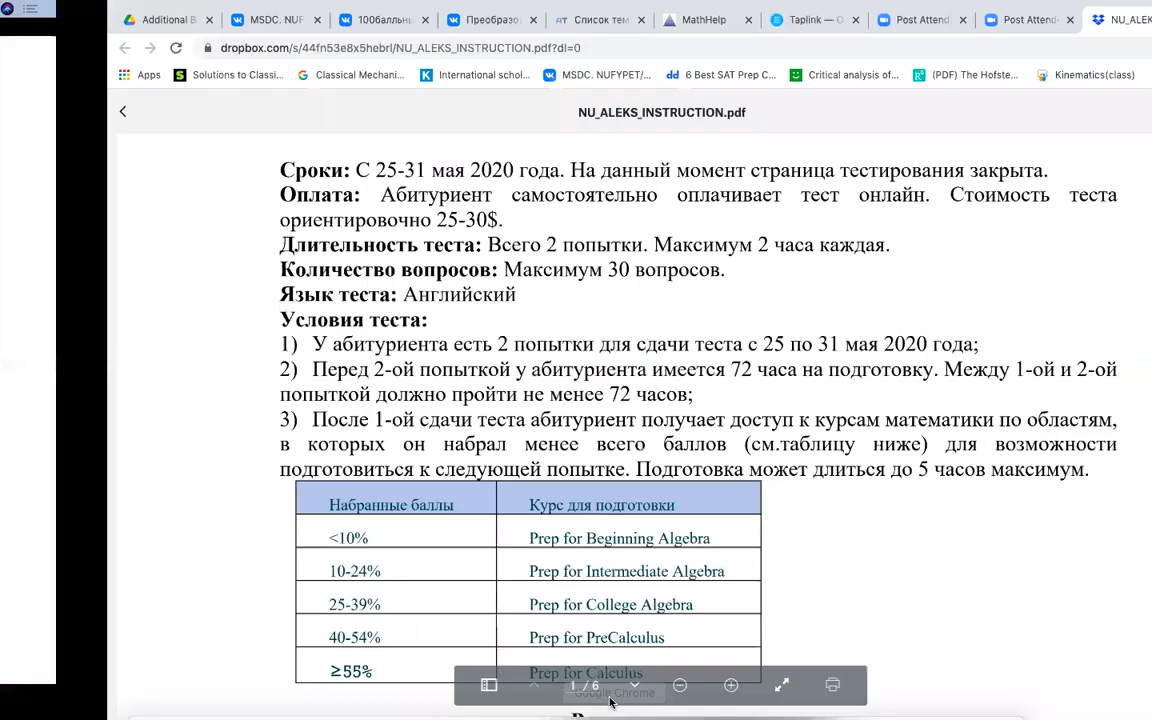 Additional B
MSDC. NUF
100балльн
Преобразо
Список тем
MathHelp
Taplink — 
Post Attend
Post Attend
NU_ALEK
dropbox.com/s/44fn53e8x5hebrl/NU_ALEKS_INSTRUCTION.pdf?dl=0
Apps
Solutions to Classi...
Classical Mechani...
International schol...
MSDC. NUFYPET/...
6 Best SAT Prep C...
Critical analysis of...
(PDF) The Hofste...
Kinematics(class)
NU_ALEKS_INSTRUCTION.pdf
Сроки: С 25-31 мая 2020 года. На данный момент страница тестирования закрыта.
Оплата: Абитуриент самостоятельно оплачивает тест онлайн. Стоимость теста
ориентировочно 25-30$.
Длительность теста: Всего 2 попытки. Максимум 2 часа каждая.
Количество вопросов: Максимум 30 вопросов.
Язык теста: Английский
Условия теста:
1) У абитуриента есть 2 попытки для сдачи теста с 25 по 31 мая 2020 года;
2) Перед 2-ой попыткой у абитуриента имеется 72 часа на подготовку. Между 1-ой и 2-ой
попыткой должно пройти не менее 72 часов;
3) После 1-ой сдачи теста абитуриент получает доступ к курсам математики по областям,
в которых он набрал менее всего баллов (см.таблицу ниже) для возможности
подготовиться к следующей попытке. Подготовка может длиться до 5 часов максимум.
Набранные баллы Курс для подготовки
<10% Prep for Beginning Algebra
10-24% Prep for Intermediate Algebra
25-39% Prep for College Algebra
40-54% Prep for PreCalculus
≥55% Prep for Calculus
1 / 6
Google Chrome